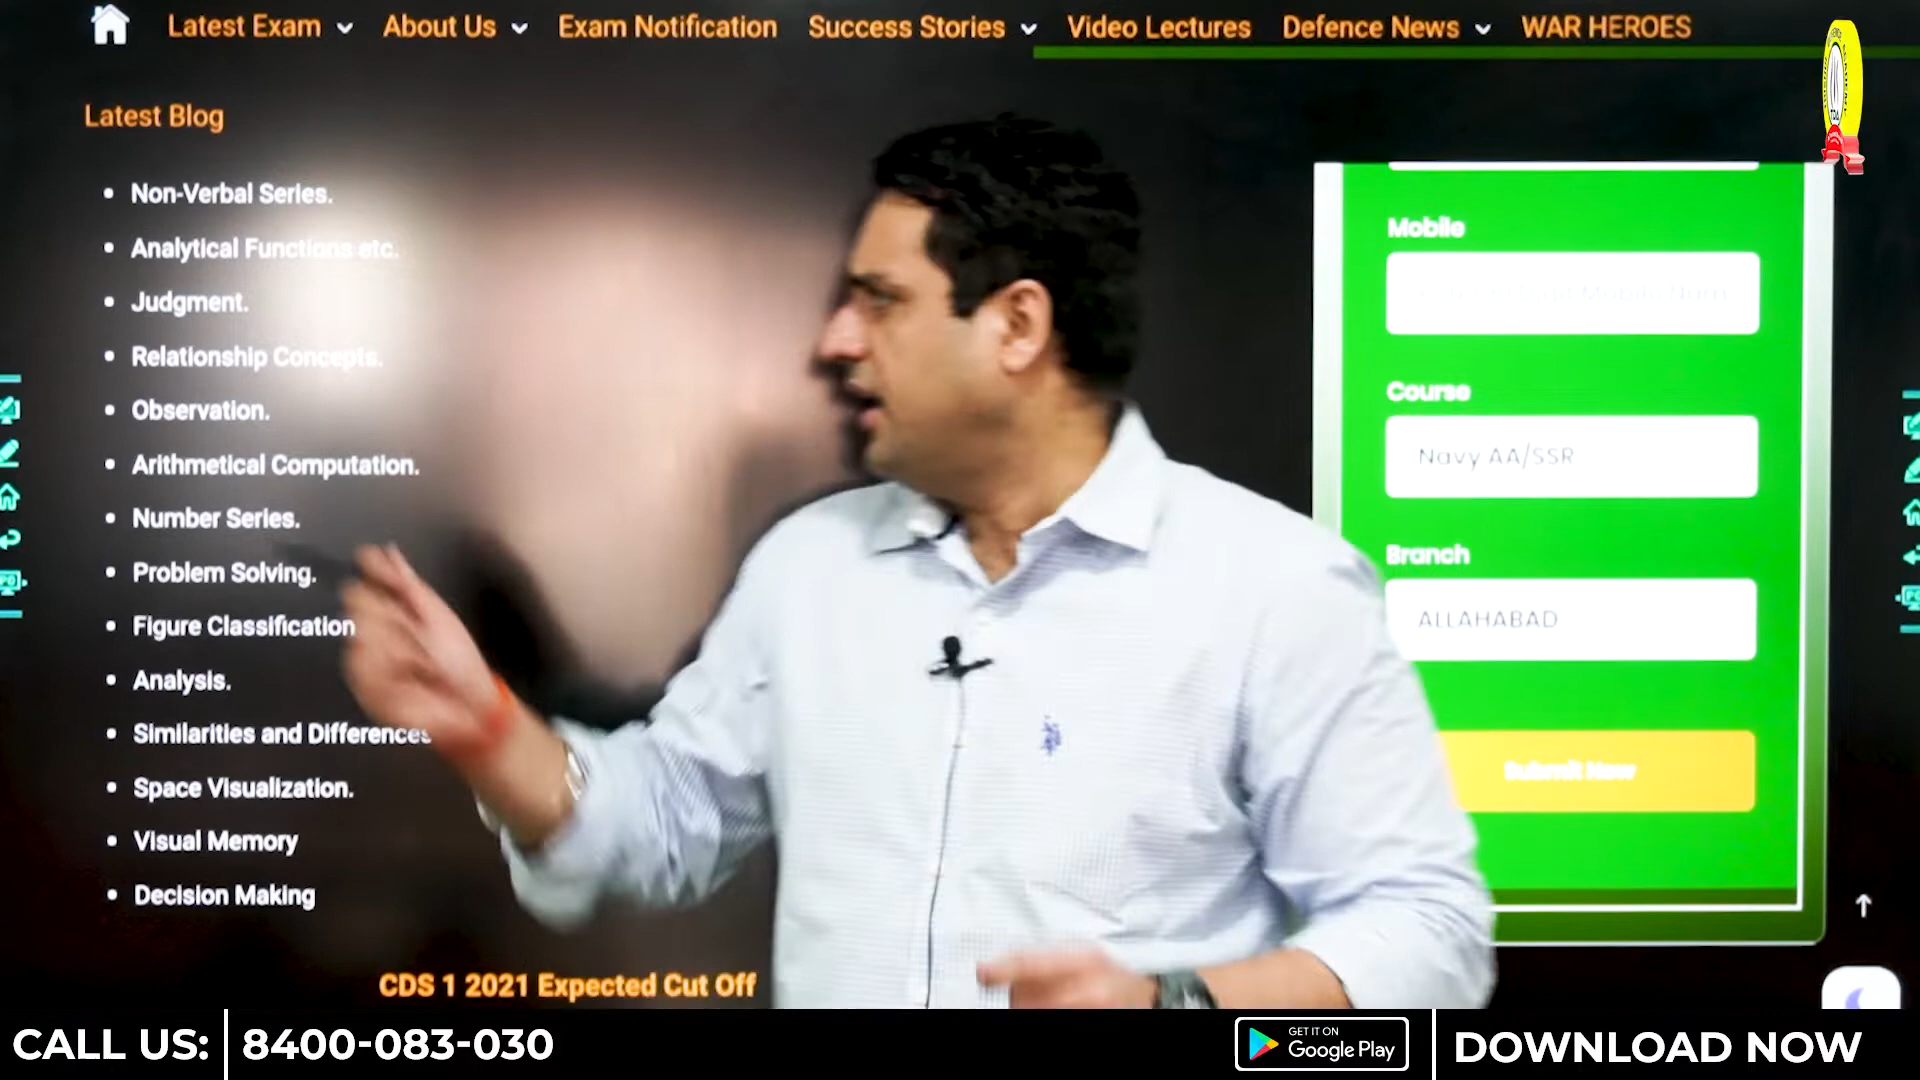 Latest Exam About Us Exam Notification Success Stories Video Lectures Defence News WAR HEROES
Latest Blog
Non-Verbal Series.
Analytical Functions etc.
Judgment.
Relationship Concepts.
Observation.
Arithmetical Computation.
Number Series.
Problem Solving.
Figure Classification
Analysis.
Similarities and Differences
Space Visualization.
Visual Memory
Decision Making
CDS 1 2021 Expected Cut Off
Mobile
Course
Navy AA/SSR
Branch
ALLAHABAD
Submit Now
CALL US: 8400-083-030
GET IT ON
Google Play
DOWNLOAD NOW